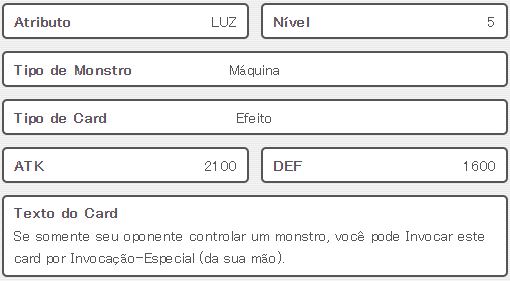 Atributo LUZ Nível 5
Tipo de Monstro Máquina
Tipo de Card Efeito
ATK 2100 DEF 1600
Texto do Card
Se somente seu oponente controlar um monstro, você pode Invocar este
card por Invocação-Especial (da sua mão).